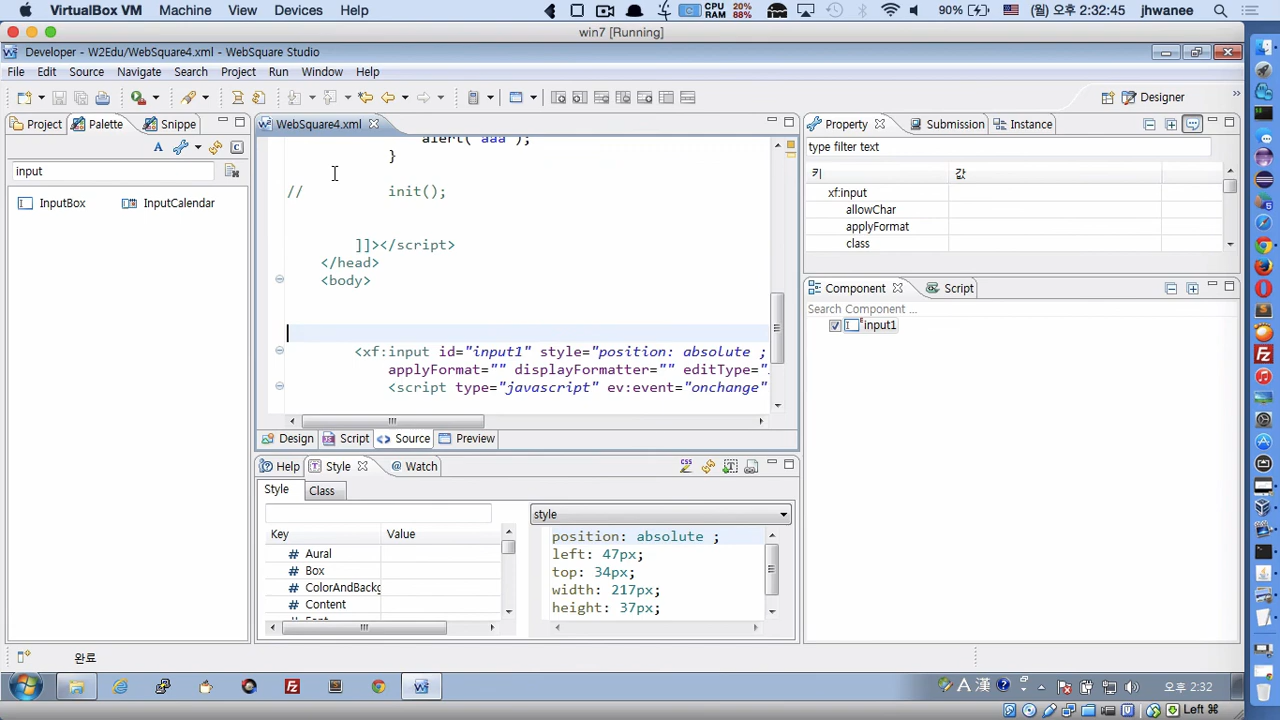 VirtualBox VM Machine View Devices Help CPU RAM 20% 88% 90% (월) 오후 2:32:45 jhwanee
win7 [Running]
Developer - W2Edu/WebSquare4.xml - WebSquare Studio
File Edit Source Navigate Search Project Run Window Help
Designer
Project Palette Snippe
input
InputBox InputCalendar
WebSquare4.xml
alert("aaa");
}
// init();
]]></script>
</head>
<body>
<xf:input id="input1" style="position: absolute ;
applyFormat="" displayFormatter="" editType="
<script type="javascript" ev:event="onchange"
Design Script Source Preview
Help Style Watch
Style Class
style
Key Value
Aural
Box
ColorAndBackg
Content
position: absolute ;
left: 47px;
top: 34px;
width: 217px;
height: 37px;
Property Submission Instance
type filter text
키 값
xf:input
allowChar
applyFormat
class
Component Script
Search Component ...
input1
완료
A 漢 오후 2:32
Left ⌘